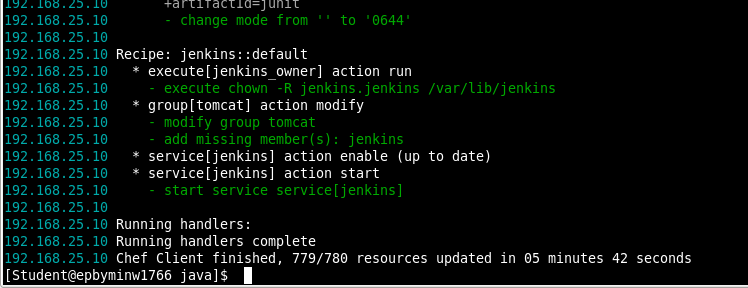 192.168.25.10       +artifactId=junit
192.168.25.10       - change mode from '' to '0644'
192.168.25.10
192.168.25.10 Recipe: jenkins::default
192.168.25.10   * execute[jenkins_owner] action run
192.168.25.10     - execute chown -R jenkins.jenkins /var/lib/jenkins
192.168.25.10   * group[tomcat] action modify
192.168.25.10     - modify group tomcat
192.168.25.10     - add missing member(s): jenkins
192.168.25.10   * service[jenkins] action enable (up to date)
192.168.25.10   * service[jenkins] action start
192.168.25.10     - start service service[jenkins]
192.168.25.10
192.168.25.10 Running handlers:
192.168.25.10 Running handlers complete
192.168.25.10 Chef Client finished, 779/780 resources updated in 05 minutes 42 seconds
[Student@epbyminw1766 java]$